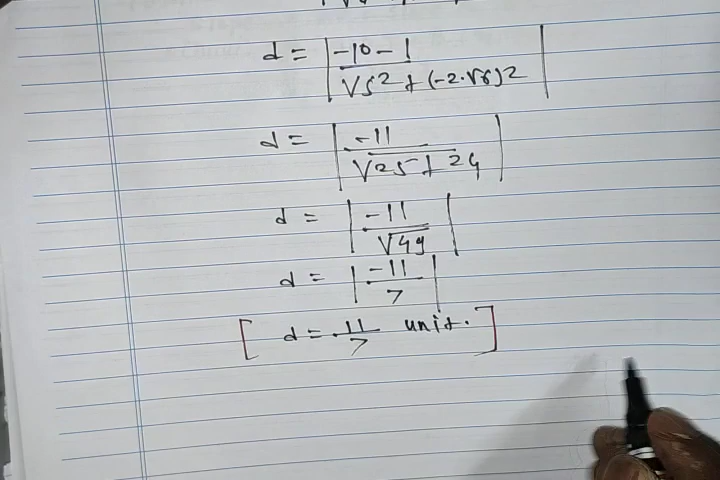 d = |-10-1 / √5² + (-2·√6)2|
d = |-11 / √25 + 24|
d = |-11 / √49|
d = |-11 / 7|
[ d = 11/7 unit. ]